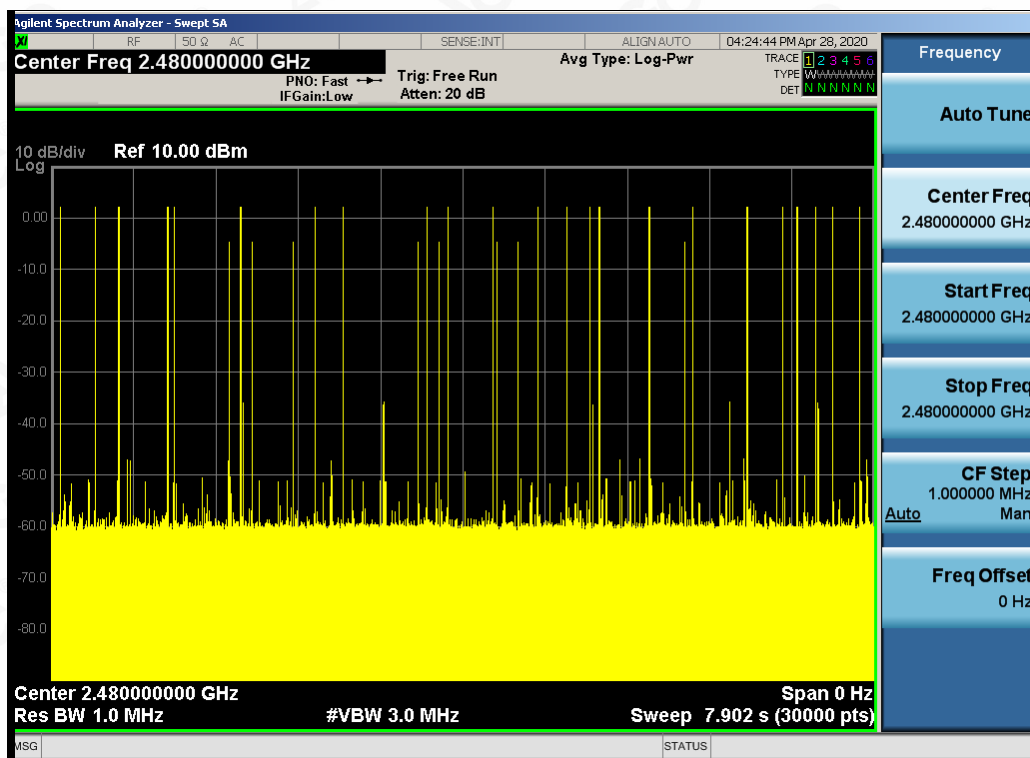 Agilent Spectrum Analyzer - Swept SA
RF 50 Ω AC SENSE:INT ALIGN AUTO 04:24:44 PM Apr 28, 2020
Center Freq 2.480000000 GHz
PNO: Fast
IFGain:Low
Trig: Free Run
Atten: 20 dB
Avg Type: Log-Pwr
TRACE 1 2 3 4 5 6
TYPE W
DET N N N N N N
10 dB/div Ref 10.00 dBm
Log
0.00
-10.0
-20.0
-30.0
-40.0
-50.0
-60.0
-70.0
-80.0
Center 2.480000000 GHz Span 0 Hz
Res BW 1.0 MHz #VBW 3.0 MHz Sweep 7.902 s (30000 pts)
MSG STATUS
Frequency
Auto Tune
Center Freq
2.480000000 GHz
Start Freq
2.480000000 GHz
Stop Freq
2.480000000 GHz
CF Step
1.000000 MHz
Auto Man
Freq Offset
0 Hz